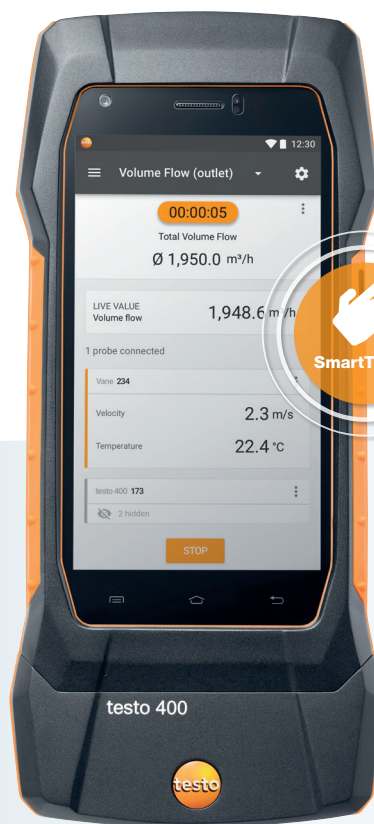 12:30
Volume Flow (outlet)
00:00:05
Total Volume Flow
Ø 1,950.0 m³/h
LIVE VALUE
Volume flow 1,948.6 m³/h
1 probe connected
Vane 234
Velocity 2.3 m/s
Temperature 22.4 °C
testo 400 173
2 hidden
STOP
testo 400
testo